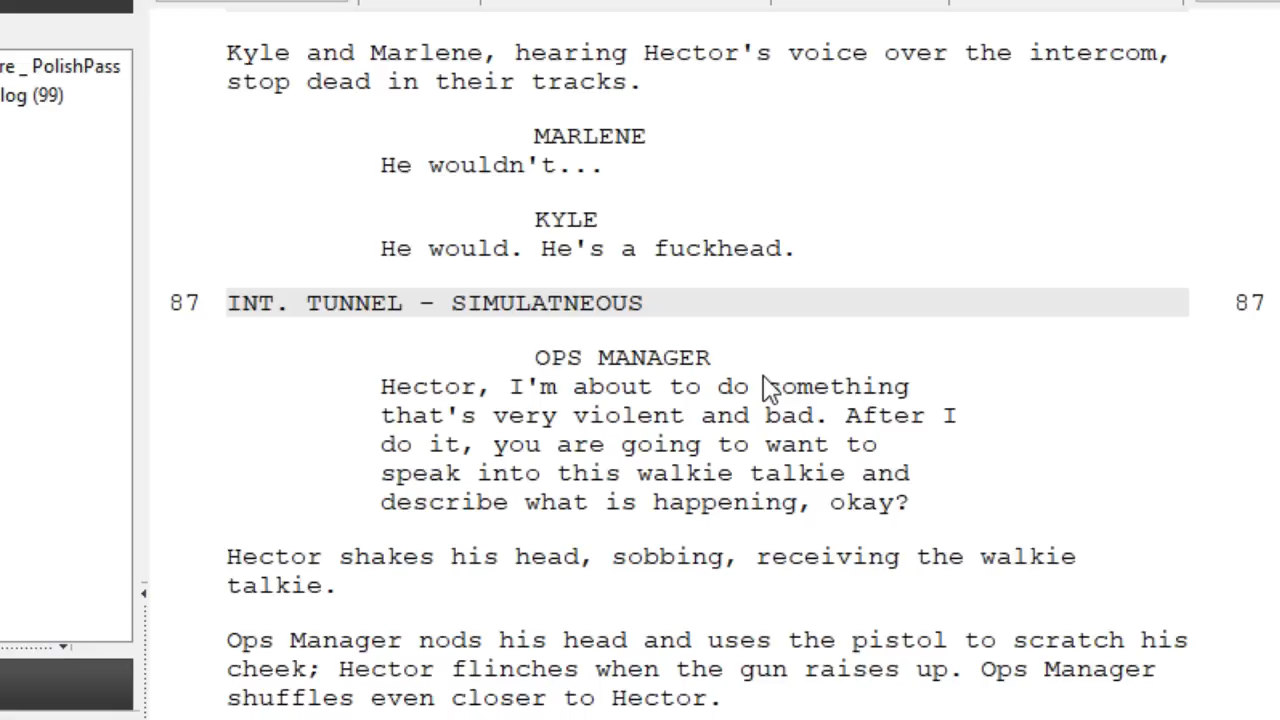 re _ PolishPass
log (99)
Kyle and Marlene, hearing Hector's voice over the intercom,
stop dead in their tracks.
MARLENE
He wouldn't...
KYLE
He would. He's a fuckhead.
87 INT. TUNNEL - SIMULATNEOUS 87
OPS MANAGER
Hector, I'm about to do something
that's very violent and bad. After I
do it, you are going to want to
speak into this walkie talkie and
describe what is happening, okay?
Hector shakes his head, sobbing, receiving the walkie
talkie.
Ops Manager nods his head and uses the pistol to scratch his
cheek; Hector flinches when the gun raises up. Ops Manager
shuffles even closer to Hector.